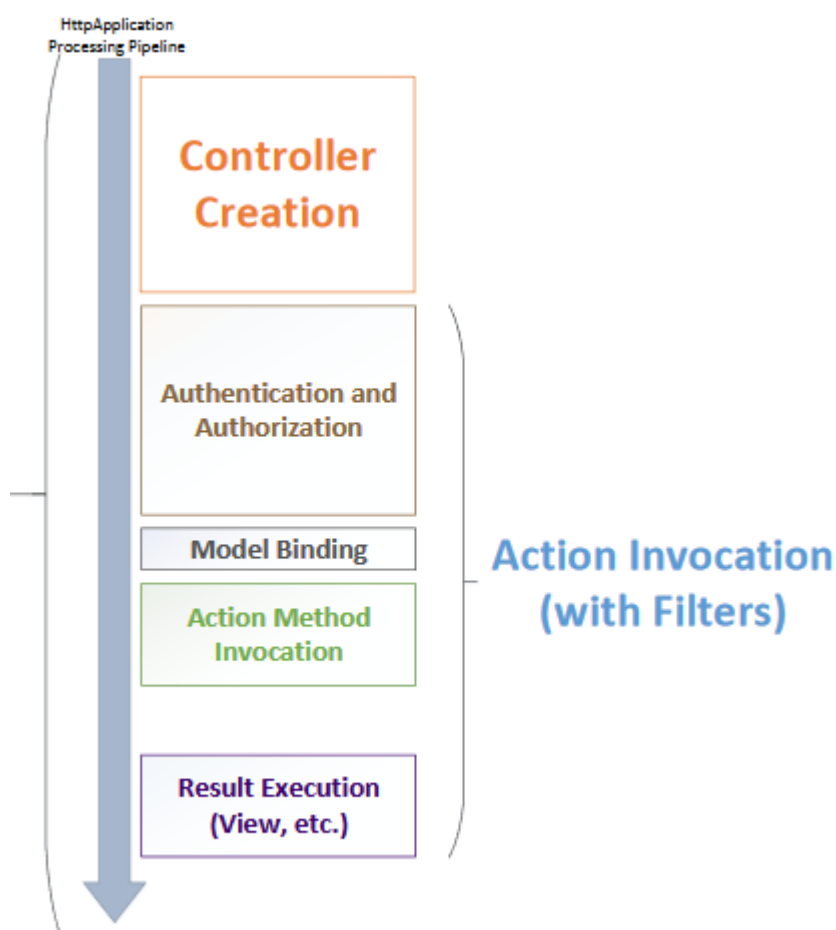 HttpApplication
Processing Pipeline
Controller
Creation
Authentication and
Authorization
Model Binding
Action Method
Invocation
Action Invocation
(with Filters)
Result Execution
(View, etc.)